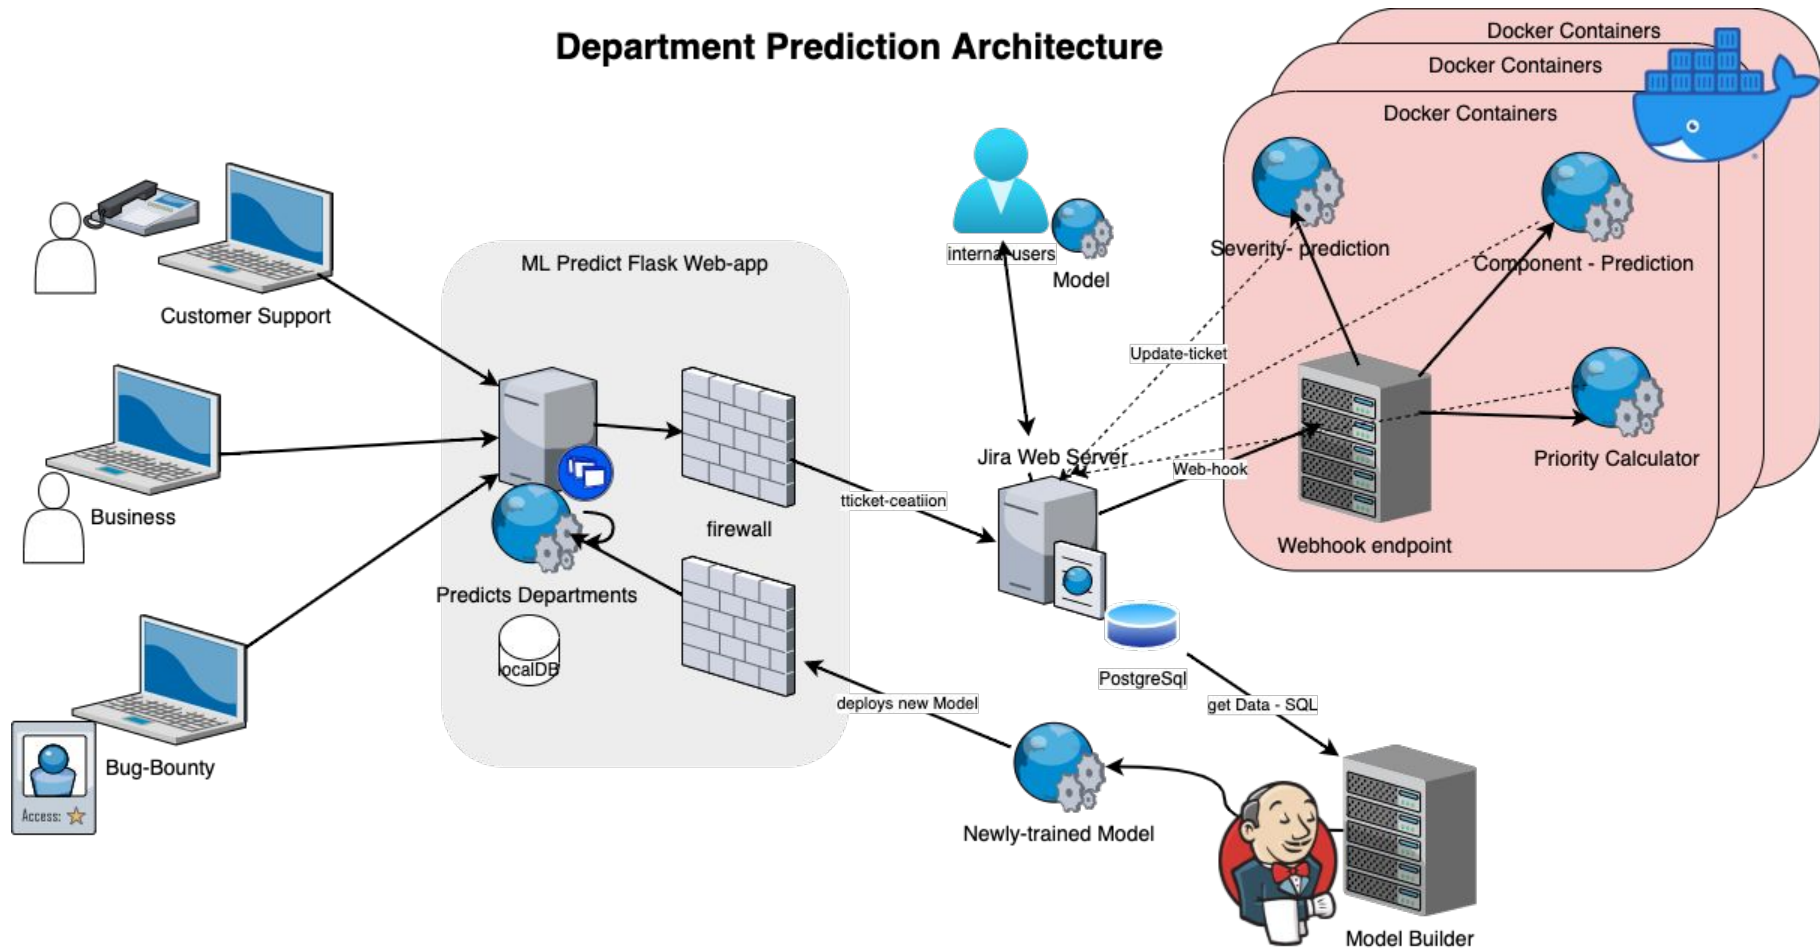 Department Prediction Architecture
Docker Containers
Docker Containers
Docker Containers
Customer Support
ML Predict Flask Web-app
internal users
Model
Severity- prediction
Component - Prediction
Update-ticket
Business
Jira Web Server
Web-hook
Priority Calculator
tticket-ceatiion
firewall
Webhook endpoint
Predicts Departments
ocalDB
PostgreSql
deploys new Model
get Data - SQL
Bug-Bounty
Access:
Newly-trained Model
Model Builder